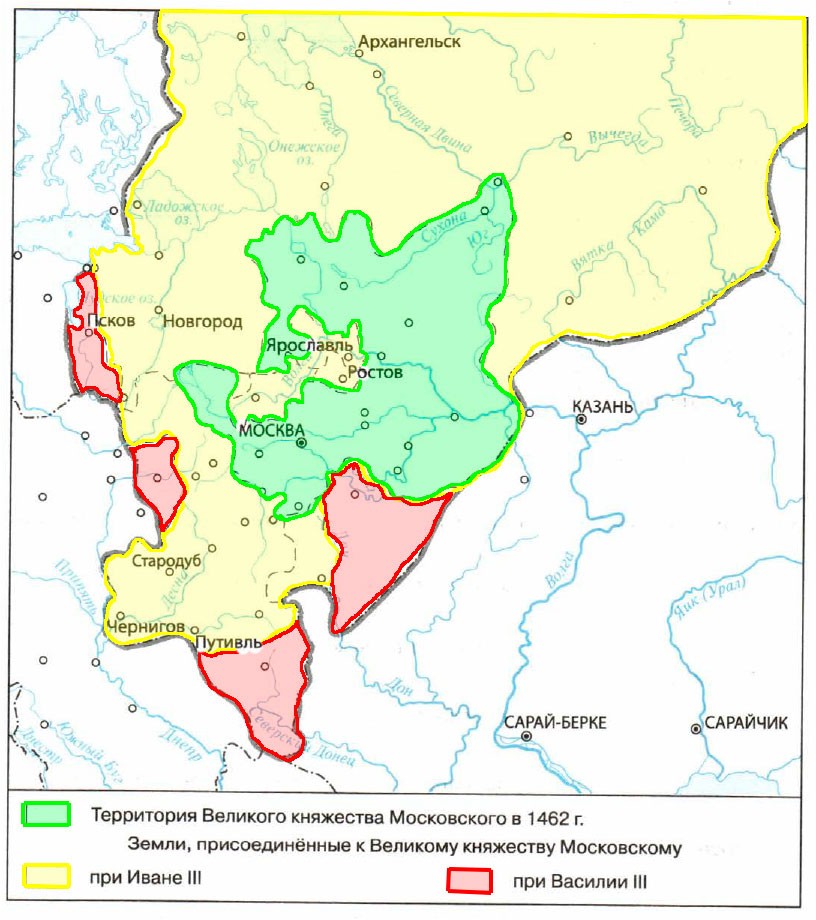 Архангельск
Северная Двина
Печора
Вычегда
Онега
Онежское
оз.
Ладожское
оз.
Сухона
Юг
Кама
Вятка
Чудское оз.
Псков
Новгород
Ярославль
Волга
Ростов
МОСКВА
КАЗАНЬ
Стародуб
Десна
Припять
Волга
Яик (Урал)
Чернигов
Путивль
Дон
САРАЙ-БЕРКЕ
САРАЙЧИК
Северский Донец
Днепр
Южный Буг
Днестр
Территория Великого княжества Московского в 1462 г.
Земли, присоединённые к Великому княжеству Московскому
при Иване III
при Василии III